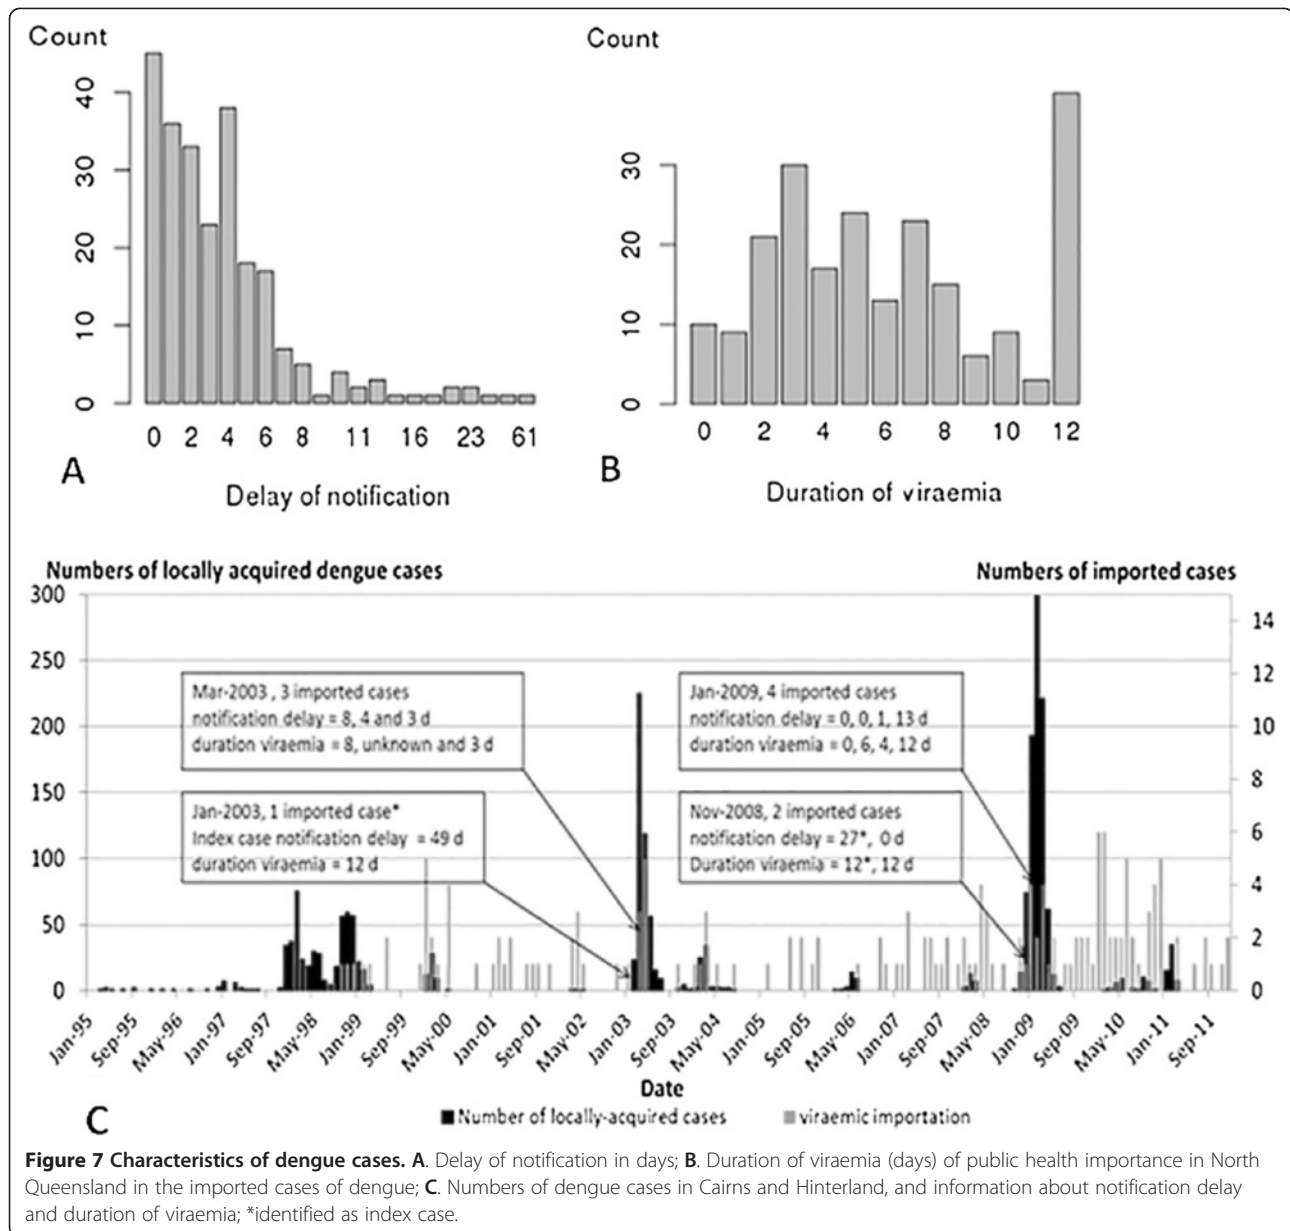 Count
40
30
20
10
0
0 2 4 6 8 11 16 23 61
A
Delay of notification
Count
30
20
10
0
0 2 4 6 8 10 12
B
Duration of viraemia
Numbers of locally acquired dengue cases
Numbers of imported cases
300
250
200
150
100
50
0
14
12
10
8
6
4
2
0
Mar-2003 , 3 imported cases
notification delay = 8, 4 and 3 d
duration viraemia = 8, unknown and 3 d
Jan-2003, 1 imported case*
Index case notification delay = 49 d
duration viraemia = 12 d
Jan-2009, 4 imported cases
notification delay = 0, 0, 1, 13 d
duration viraemia = 0, 6, 4, 12 d
Nov-2008, 2 imported cases
notification delay = 27*, 0 d
Duration viraemia = 12*, 12 d
Jan-95 Sep-95 May-96 Jan-97 Sep-97 May-98 Jan-99 Sep-99 May-00 Jan-01 Sep-01 May-02 Jan-03 Sep-03 May-04 Jan-05 Sep-05 May-06 Jan-07 Sep-07 May-08 Jan-09 Sep-09 May-10 Jan-11 Sep-11
Date
C
Number of locally-acquired cases viraemic importation
Figure 7 Characteristics of dengue cases. A. Delay of notification in days; B. Duration of viraemia (days) of public health importance in North
Queensland in the imported cases of dengue; C. Numbers of dengue cases in Cairns and Hinterland, and information about notification delay
and duration of viraemia; *identified as index case.